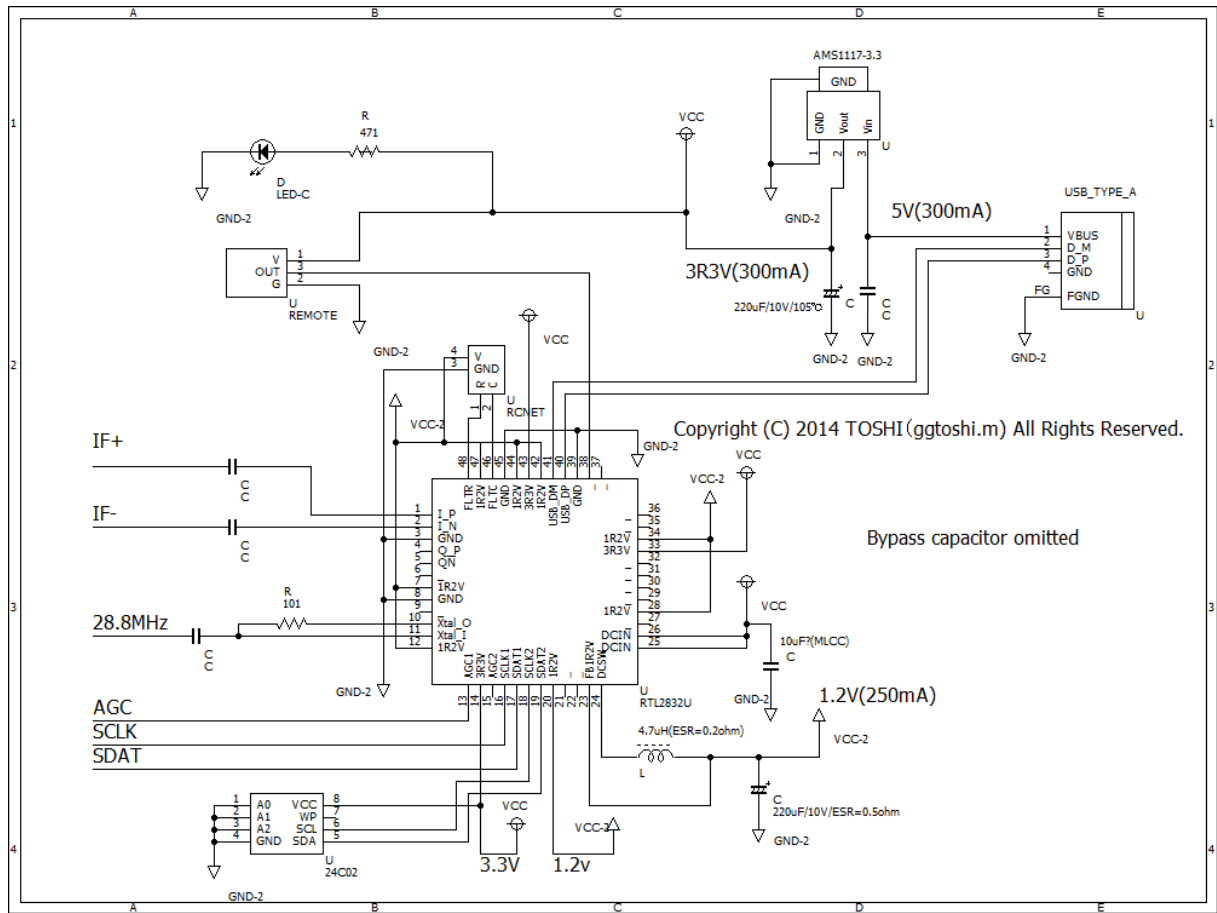 A B C D E
1
AMS1117-3.3
GND
GND
Vout
Vin
1
2
3
U
VCC
R
471
D
LED-C
GND-2
GND-2
USB_TYPE_A
5V(300mA)
1 VBUS
2 D_M
3 D_P
4 GND
FG FGND
U
GND-2
V 1
OUT 3
G 2
U
REMOTE
GND-2
3R3V(300mA)
220uF/10V/105℃
C
C
C
GND-2
GND-2
VCC
2
4 V
3 GND
R
C
1
2
U
RCNET
VCC-2
GND-2
Copyright (C) 2014 TOSHI(ggtoshi.m) All Rights Reserved.
IF+
C
C
IF-
C
C
48
47
46
45
44
43
42
41
40
39
38
37
FLTR
1R2V
FLTC
GND
1R2V
3R3V
1R2V
USB_DM
USB_DP
GND
1 I_P
2 I_N
3 GND
4 Q_P
5 QN
6
7 1R2V
8 GND
9
10 Xtal_O
11 Xtal_I
12 1R2V
36
35
1R2V 34
3R3V 33
32
31
30
29
1R2V 28
27
DCIN 26
DCIN 25
AGC1
3R3V
AGC2
SCLK1
SDAT1
SCLK2
SDAT2
1R2V
FB1R2V
DCSW
13
14
15
16
17
18
19
20
21
22
23
24
U
RTL2832U
VCC
VCC-2
Bypass capacitor omitted
VCC
10uF?(MLCC)
C
GND-2
3
R
101
28.8MHz
C
C
GND-2
AGC
SCLK
SDAT
1.2V(250mA)
4.7uH(ESR=0.2ohm)
L
VCC-2
C
220uF/10V/ESR=0.5ohm
GND-2
1 A0 VCC 8
2 A1 WP 7
3 A2 SCL 6
4 GND SDA 5
U
24C02
GND-2
VCC
3.3V
VCC-2
1.2v
4
A B C D E
1
2
3
4